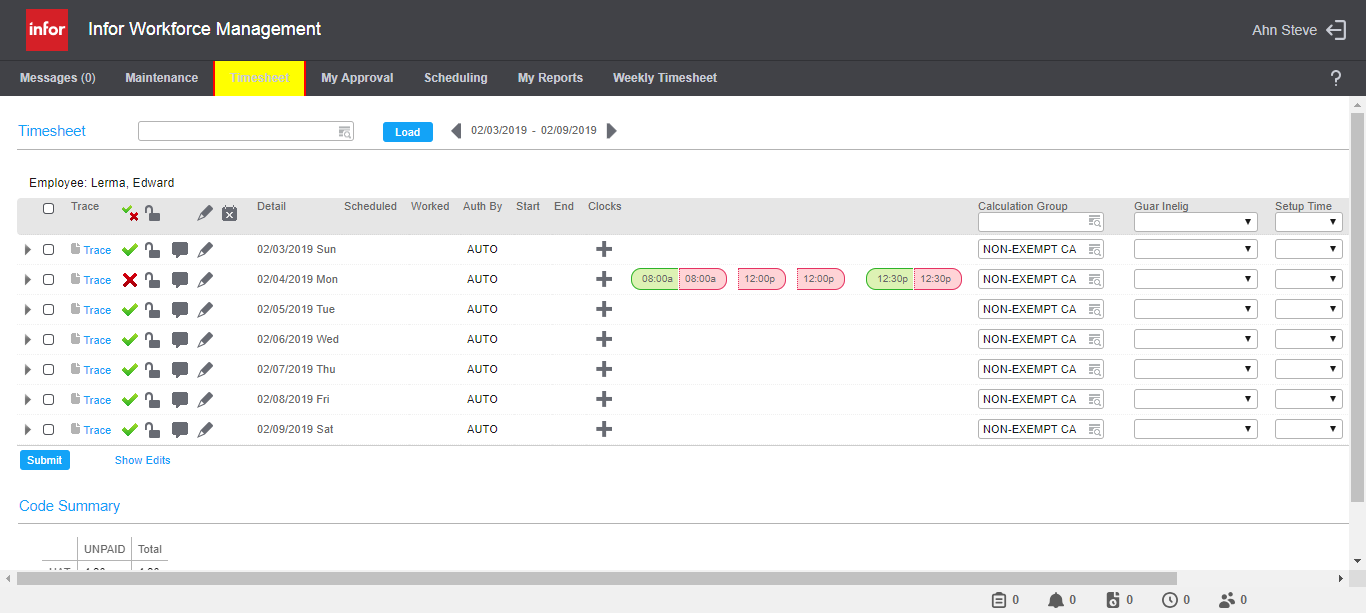 infor Infor Workforce Management Ahn Steve
Messages (0) Maintenance Timesheet My Approval Scheduling My Reports Weekly Timesheet ?
Timesheet Load 02/03/2019 - 02/09/2019
Employee: Lerma, Edward
Trace Detail Scheduled Worked Auth By Start End Clocks Calculation Group Guar Inelig Setup Time
Trace 02/03/2019 Sun AUTO NON-EXEMPT CA
Trace 02/04/2019 Mon AUTO 08:00a 08:00a 12:00p 12:00p 12:30p 12:30p NON-EXEMPT CA
Trace 02/05/2019 Tue AUTO NON-EXEMPT CA
Trace 02/06/2019 Wed AUTO NON-EXEMPT CA
Trace 02/07/2019 Thu AUTO NON-EXEMPT CA
Trace 02/08/2019 Fri AUTO NON-EXEMPT CA
Trace 02/09/2019 Sat AUTO NON-EXEMPT CA
Submit Show Edits
Code Summary
UNPAID Total
0 0 0 0 0